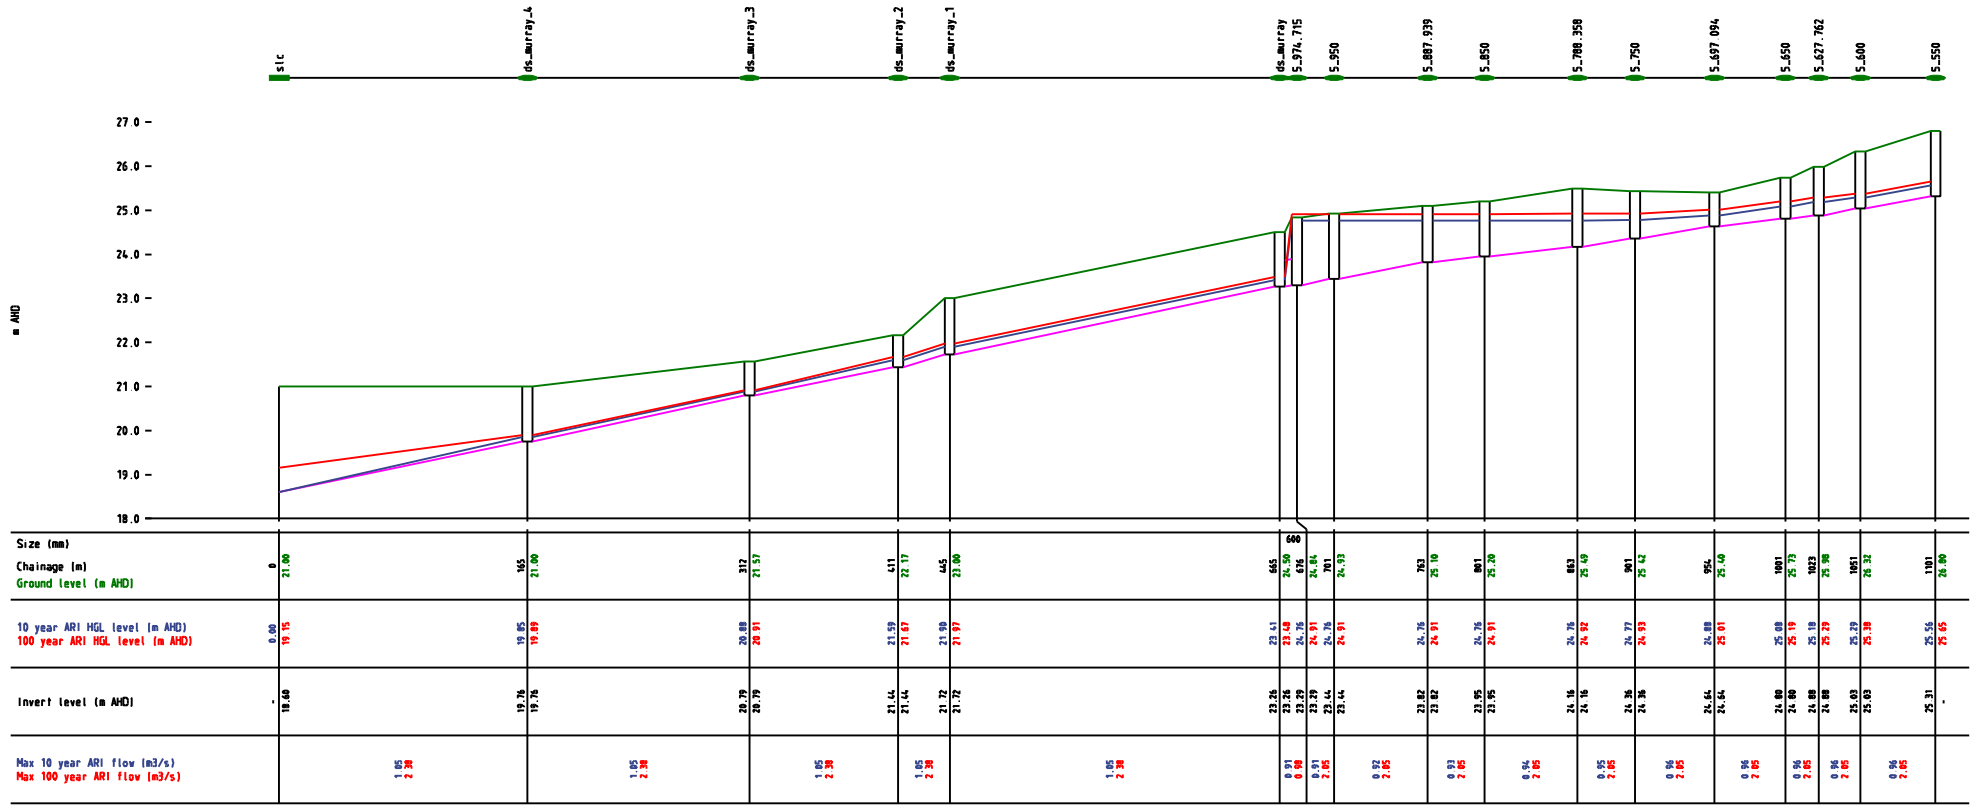 slc
ds_murray_4
ds_murray_3
ds_murray_2
ds_murray_1
ds_murray
S_974.715
S_950
S_887.939
S_850
S_788.358
S_750
S_697.094
S_650
S_627.762
S_600
S_550
27.0
26.0
25.0
24.0
23.0
22.0
21.0
20.0
19.0
18.0
m AHD
Size (mm)
600
Chainage (m)
0 165 312 411 445 665 676 701 763 801 863 901 954 1001 1023 1051 1101
Ground level (m AHD)
21.00 21.00 21.57 22.17 23.00 24.50 24.84 24.93 25.10 25.20 25.49 25.42 25.40 25.73 25.98 26.32 26.80
10 year ARI HGL level (m AHD)
0.00 19.85 20.88 21.59 21.90 23.41 24.76 24.76 24.76 24.76 24.76 24.77 24.88 25.08 25.18 25.29 25.56
100 year ARI HGL level (m AHD)
19.15 19.89 20.91 21.67 21.97 23.48 24.91 24.91 24.91 24.91 24.92 24.93 25.01 25.19 25.29 25.38 25.65
Invert level (m AHD)
- 19.76 20.79 21.44 21.72 23.26 23.29 23.44 23.82 23.95 24.16 24.36 24.64 24.80 24.88 25.03 25.31
18.60 19.76 20.79 21.44 21.72 23.26 23.29 23.44 23.82 23.95 24.16 24.36 24.64 24.80 24.88 25.03 -
Max 10 year ARI flow (m3/s)
1.05 1.05 1.05 1.05 1.05 0.91 0.91 0.92 0.93 0.94 0.95 0.96 0.96 0.96 0.96 0.96
Max 100 year ARI flow (m3/s)
2.38 2.38 2.38 2.38 2.38 0.98 2.05 2.05 2.05 2.05 2.05 2.05 2.05 2.05 2.05 2.05